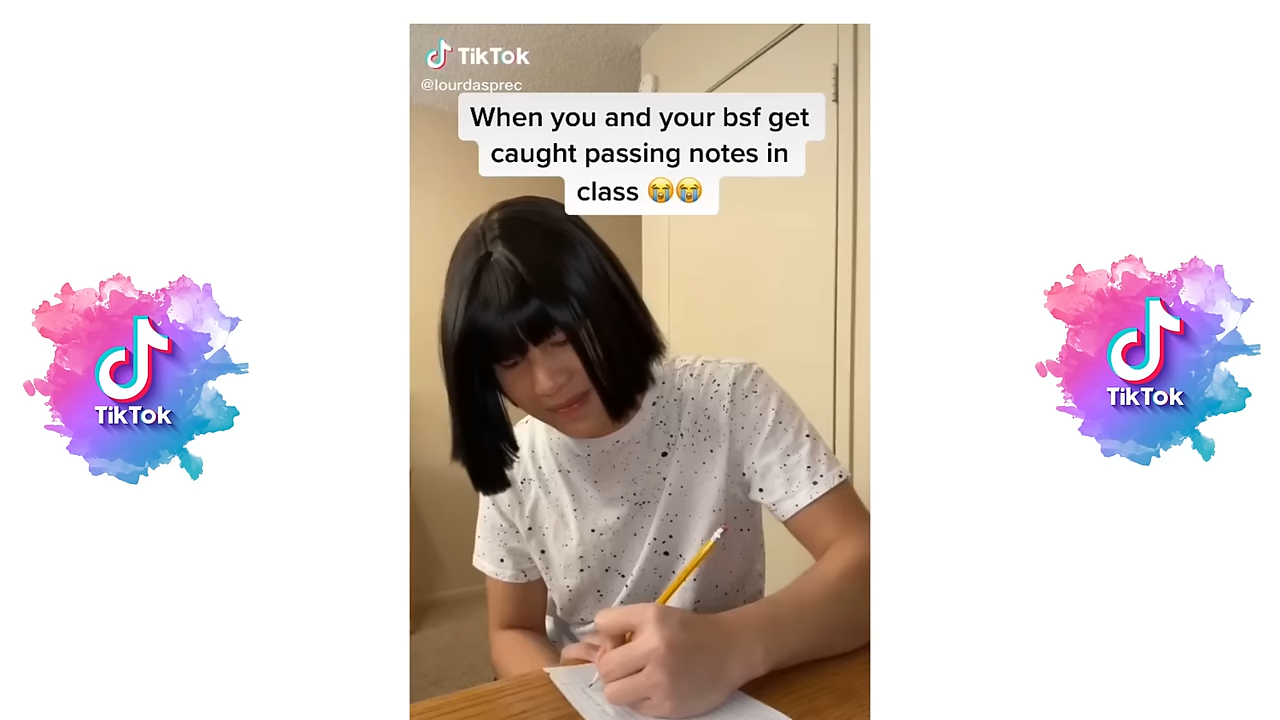 TikTok
@lourdasprec
When you and your bsf get
caught passing notes in
class 😭😭
TikTok
TikTok